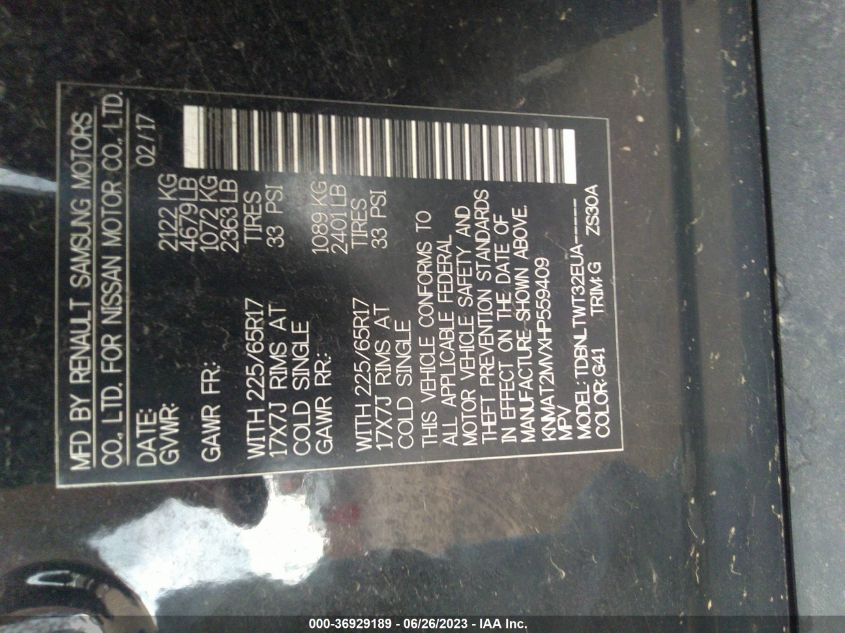 MFD BY RENAULT SAMSUNG MOTORS
CO., LTD. FOR NISSAN MOTOR CO., LTD.
DATE: 02/17
GVWR: 2122 KG
4679 LB
GAWR FR: 1072 KG
2363 LB
WITH 225/65R17 TIRES
17X7J RIMS AT 33 PSI
COLD SINGLE
GAWR RR: 1089 KG
2401 LB
WITH 225/65R17 TIRES
17X7J RIMS AT 33 PSI
COLD SINGLE
THIS VEHICLE CONFORMS TO
ALL APPLICABLE FEDERAL
MOTOR VEHICLE SAFETY AND
THEFT PREVENTION STANDARDS
IN EFFECT ON THE DATE OF
MANUFACTURE SHOWN ABOVE.
KNMAT2MVXHP559409
MPV
MODEL: TDBNLTWT32EUA-----
COLOR: G41 TRIM: G ZS30A
000-36929189 - 06/26/2023 - IAA Inc.